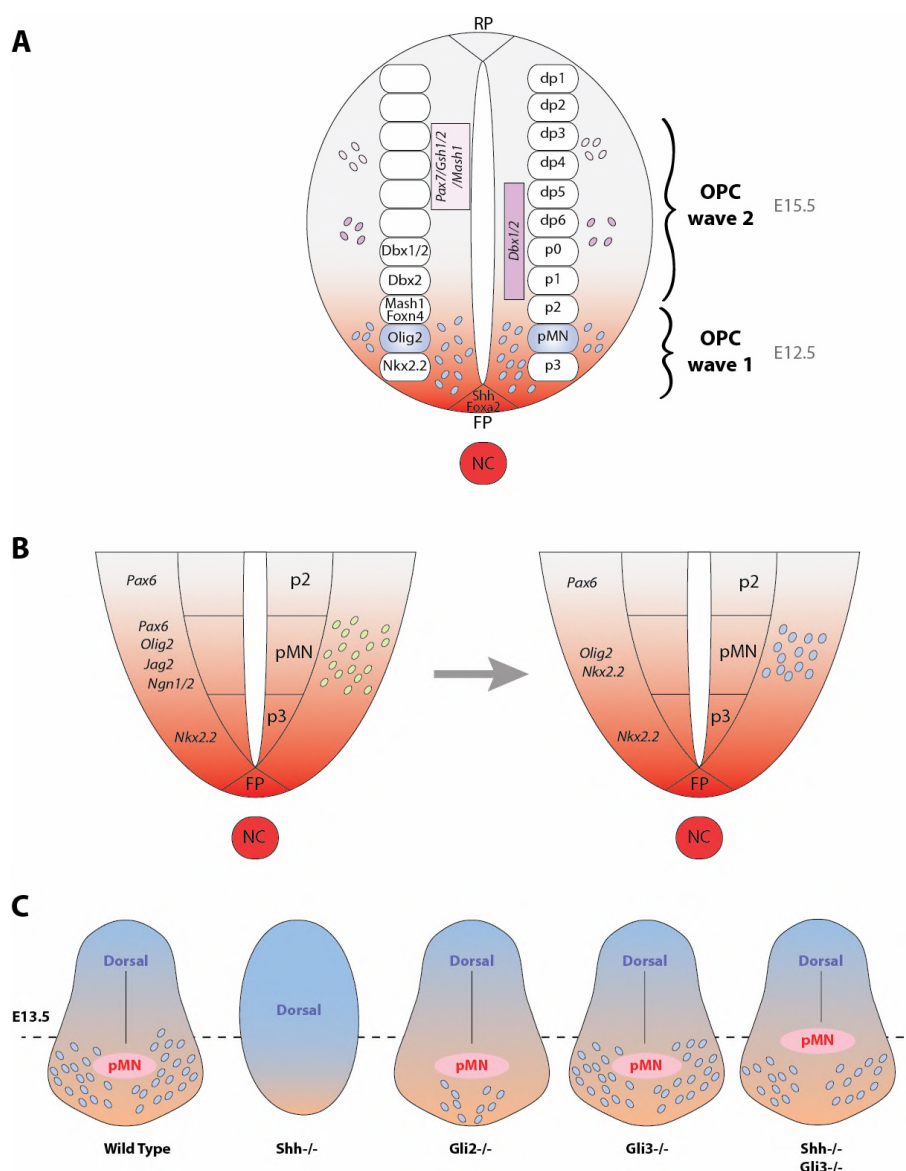 A
RP
dp1
dp2
dp3
dp4
dp5
dp6
p0
p1
p2
pMN
p3
Pax7/Gsh1/2
/Mash1
Dbx1/2
Dbx1/2
Dbx2
Mash1
Foxn4
Olig2
Nkx2.2
Shh
Foxa2
FP
NC
OPC
wave 2
E15.5
OPC
wave 1
E12.5
B
Pax6
Pax6
Olig2
Jag2
Ngn1/2
Nkx2.2
p2
pMN
p3
FP
NC
Pax6
Olig2
Nkx2.2
Nkx2.2
p2
pMN
p3
FP
NC
C
E13.5
Dorsal
pMN
Wild Type
Dorsal
Shh-/-
Dorsal
pMN
Gli2-/-
Dorsal
pMN
Gli3-/-
Dorsal
pMN
Shh-/-
Gli3-/-